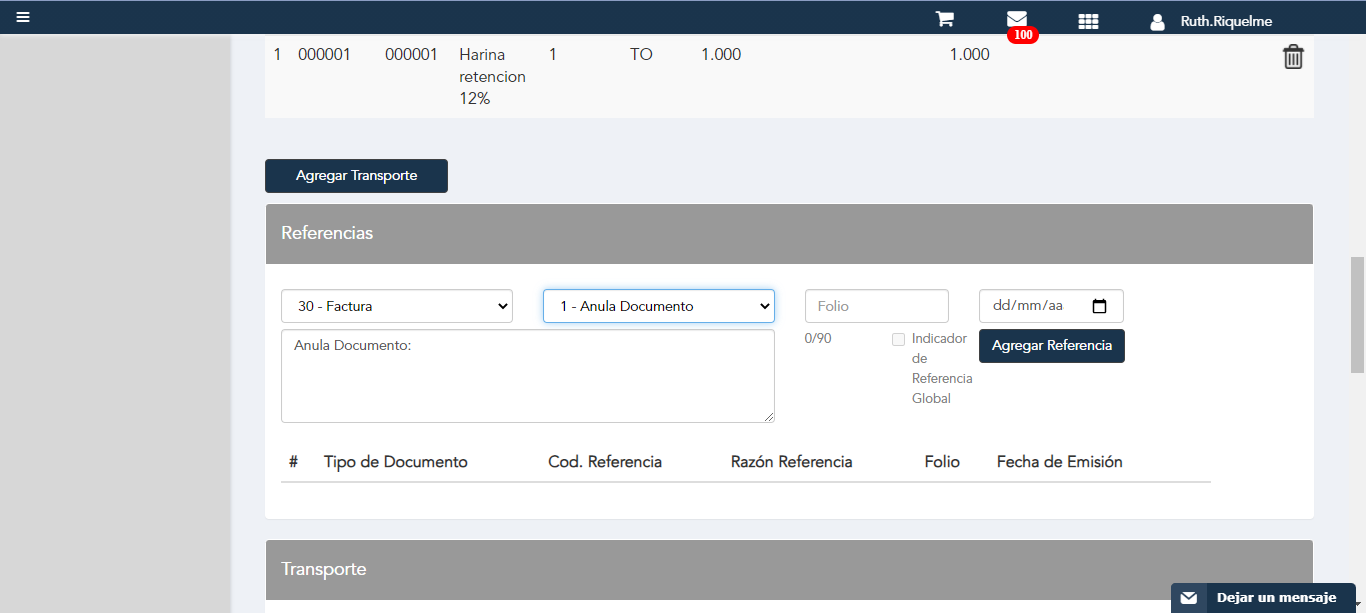 100
Ruth.Riquelme
1 000001 000001 Harina 1 TO 1.000 1.000
retencion
12%
Agregar Transporte
Referencias
30 - Factura 1 - Anula Documento Folio dd/mm/aa
Anula Documento: 0/90 Indicador Agregar Referencia
de
Referencia
Global
# Tipo de Documento Cod. Referencia Razón Referencia Folio Fecha de Emisión
Transporte
Dejar un mensaje